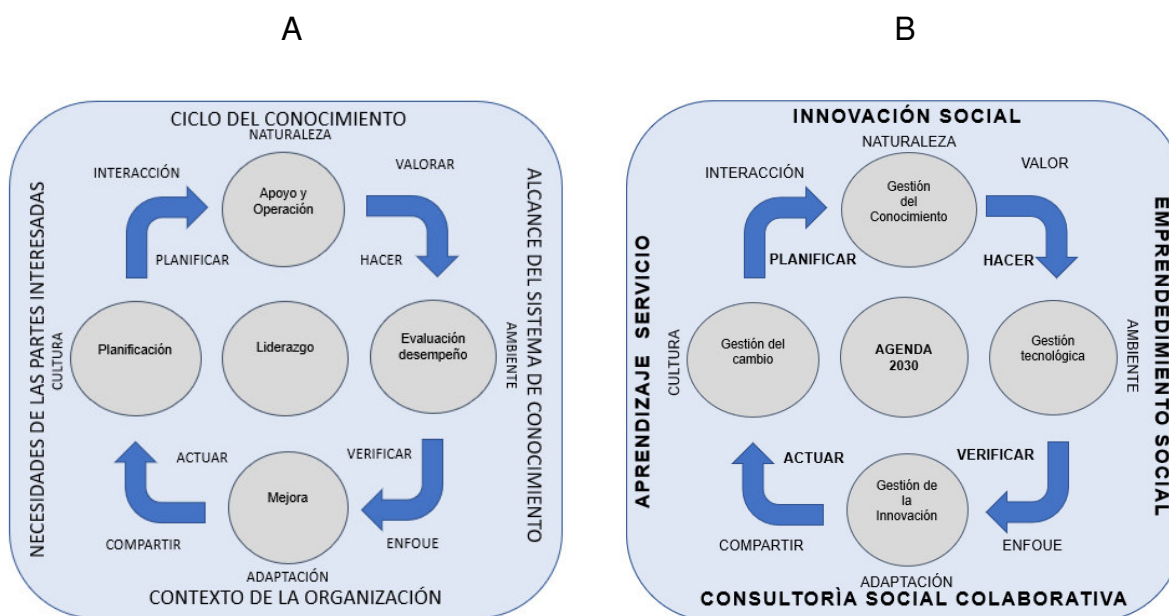 A
CICLO DEL CONOCIMIENTO
NATURALEZA
INTERACCIÓN
VALORAR
Apoyo y
Operación
PLANIFICAR
HACER
NECESIDADES DE LAS PARTES INTERESADAS
CULTURA
Planificación
Liderazgo
Evaluación
desempeño
AMBIENTE
ALCANCE DEL SISTEMA DE CONOCIMIENTO
ACTUAR
VERIFICAR
Mejora
COMPARTIR
ENFOUE
ADAPTACIÓN
CONTEXTO DE LA ORGANIZACIÓN
B
INNOVACIÓN SOCIAL
NATURALEZA
INTERACCIÓN
VALOR
Gestión
del
Conocimiento
PLANIFICAR
HACER
APRENDIZAJE SERVICIO
CULTURA
Gestión del
cambio
AGENDA
2030
Gestión
tecnológica
AMBIENTE
EMPRENDEDIMIENTO SOCIAL
ACTUAR
VERIFICAR
Gestión de
la
Innovación
COMPARTIR
ENFOUE
ADAPTACIÓN
CONSULTORÌA SOCIAL COLABORATIVA